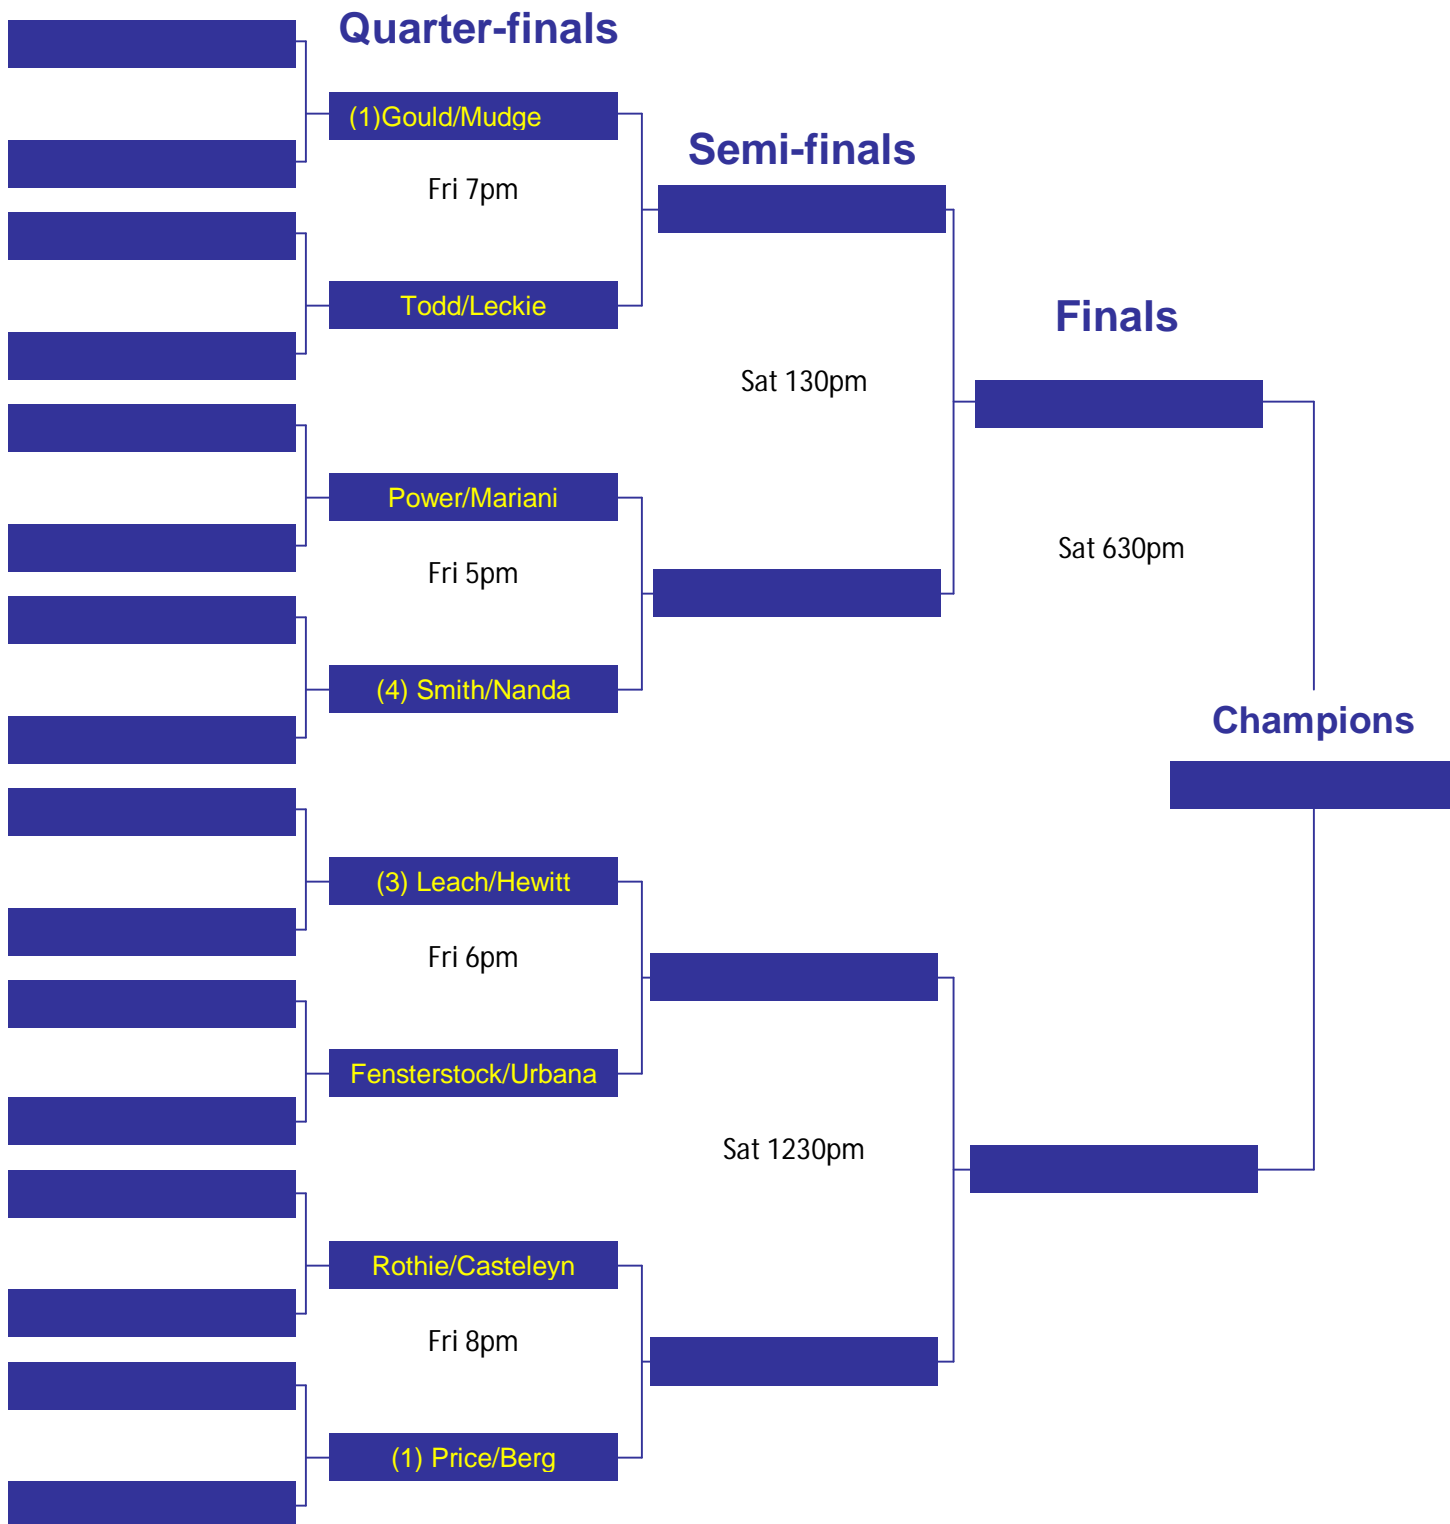 Quarter-finals
(1)Gould/Mudge
Semi-finals
Fri 7pm
Todd/Leckie
Finals
Sat 130pm
Power/Mariani
Sat 630pm
Fri 5pm
(4) Smith/Nanda
Champions
(3) Leach/Hewitt
Fri 6pm
Fensterstock/Urbana
Sat 1230pm
Rothie/Casteleyn
Fri 8pm
(1) Price/Berg